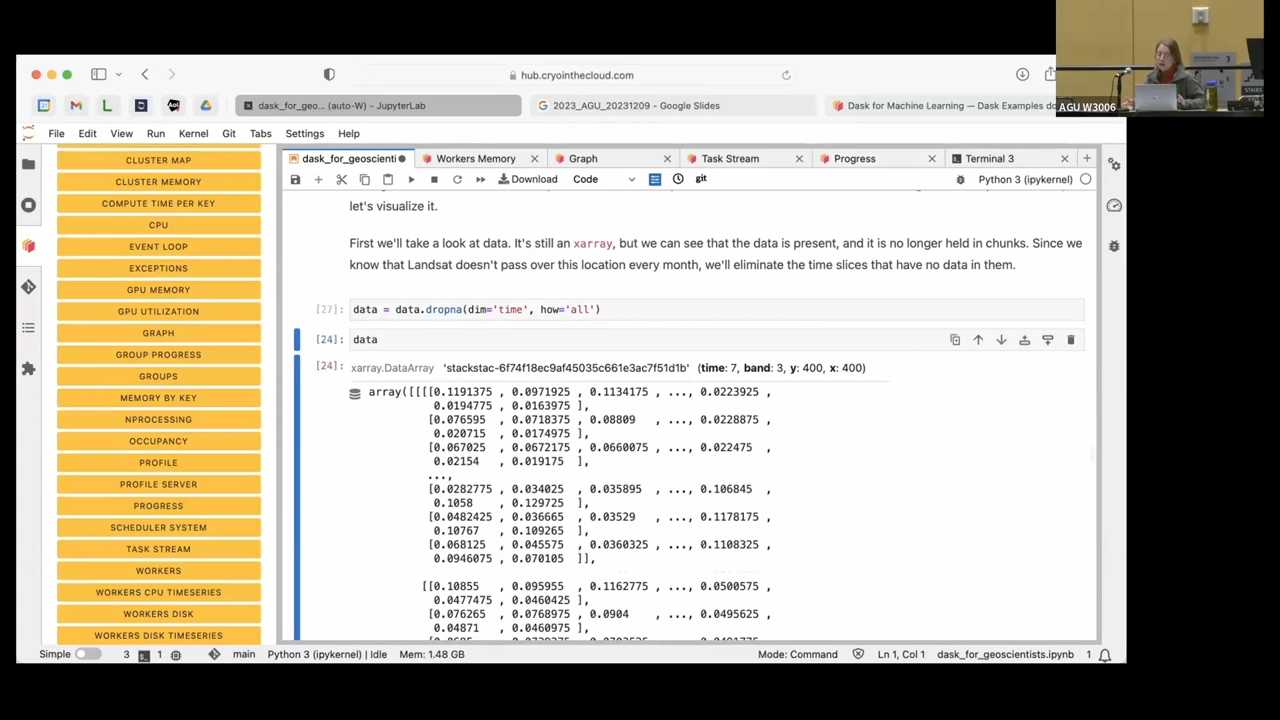 hub.cryointhecloud.com
dask_for_geo... (auto-W) - JupyterLab
2023_AGU_20231209 - Google Slides
Dask for Machine Learning — Dask Examples do
AGU W3006
File Edit View Run Kernel Git Tabs Settings Help
CLUSTER MAP
CLUSTER MEMORY
COMPUTE TIME PER KEY
CPU
EVENT LOOP
EXCEPTIONS
GPU MEMORY
GPU UTILIZATION
GRAPH
GROUP PROGRESS
GROUPS
MEMORY BY KEY
NPROCESSING
OCCUPANCY
PROFILE
PROFILE SERVER
PROGRESS
SCHEDULER SYSTEM
TASK STREAM
WORKERS
WORKERS CPU TIMESERIES
WORKERS DISK
WORKERS DISK TIMESERIES
dask_for_geoscienti Workers Memory Graph Task Stream Progress Terminal 3
Download Code git Python 3 (ipykernel)
let's visualize it.
First we'll take a look at data. It's still an xarray, but we can see that the data is present, and it is no longer held in chunks. Since we
know that Landsat doesn't pass over this location every month, we'll eliminate the time slices that have no data in them.
[27]: data = data.dropna(dim='time', how='all')
[24]: data
[24]: xarray.DataArray 'stackstac-6f74f18ec9af45035c661e3ac7f51d1b' (time: 7, band: 3, y: 400, x: 400)
array([[[[0.1191375 , 0.0971925 , 0.1134175 , ..., 0.0223925 ,
0.0194775 , 0.0163975 ],
[0.076595 , 0.0718375 , 0.08809 , ..., 0.0228875 ,
0.020715 , 0.0174975 ],
[0.067025 , 0.0672175 , 0.0660075 , ..., 0.022475 ,
0.02154 , 0.019175 ],
...,
[0.0282775 , 0.034025 , 0.035895 , ..., 0.106845 ,
0.1058 , 0.129725 ],
[0.0482425 , 0.036665 , 0.03529 , ..., 0.1178175 ,
0.10767 , 0.109265 ],
[0.068125 , 0.045575 , 0.0360325 , ..., 0.1108325 ,
0.0946075 , 0.070105 ]],
[[0.10855 , 0.095955 , 0.1162775 , ..., 0.0500575 ,
0.0477475 , 0.0460425 ],
[0.076265 , 0.0768975 , 0.0904 , ..., 0.0495625 ,
0.04871 , 0.0460975 ],
Simple 3 1 main Python 3 (ipykernel) | Idle Mem: 1.48 GB Mode: Command Ln 1, Col 1 dask_for_geoscientists.ipynb 1